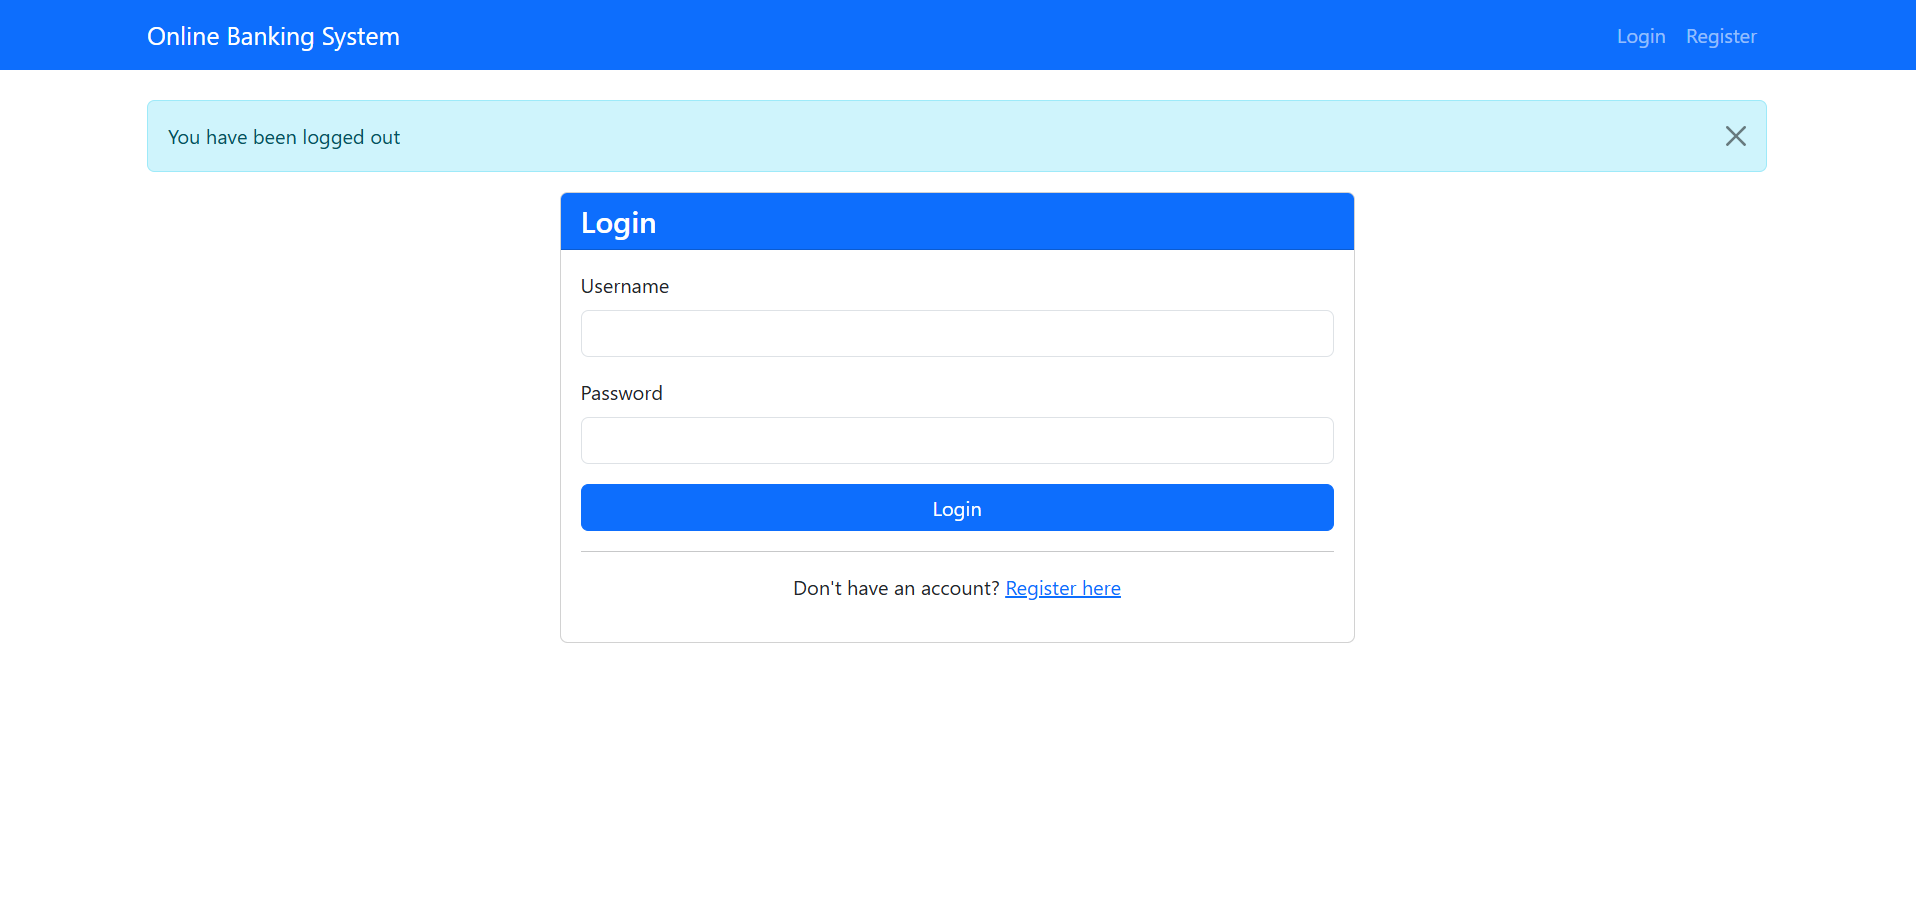 Online Banking System Login Register
You have been logged out
Login
Username
Password
Login
Don't have an account? Register here